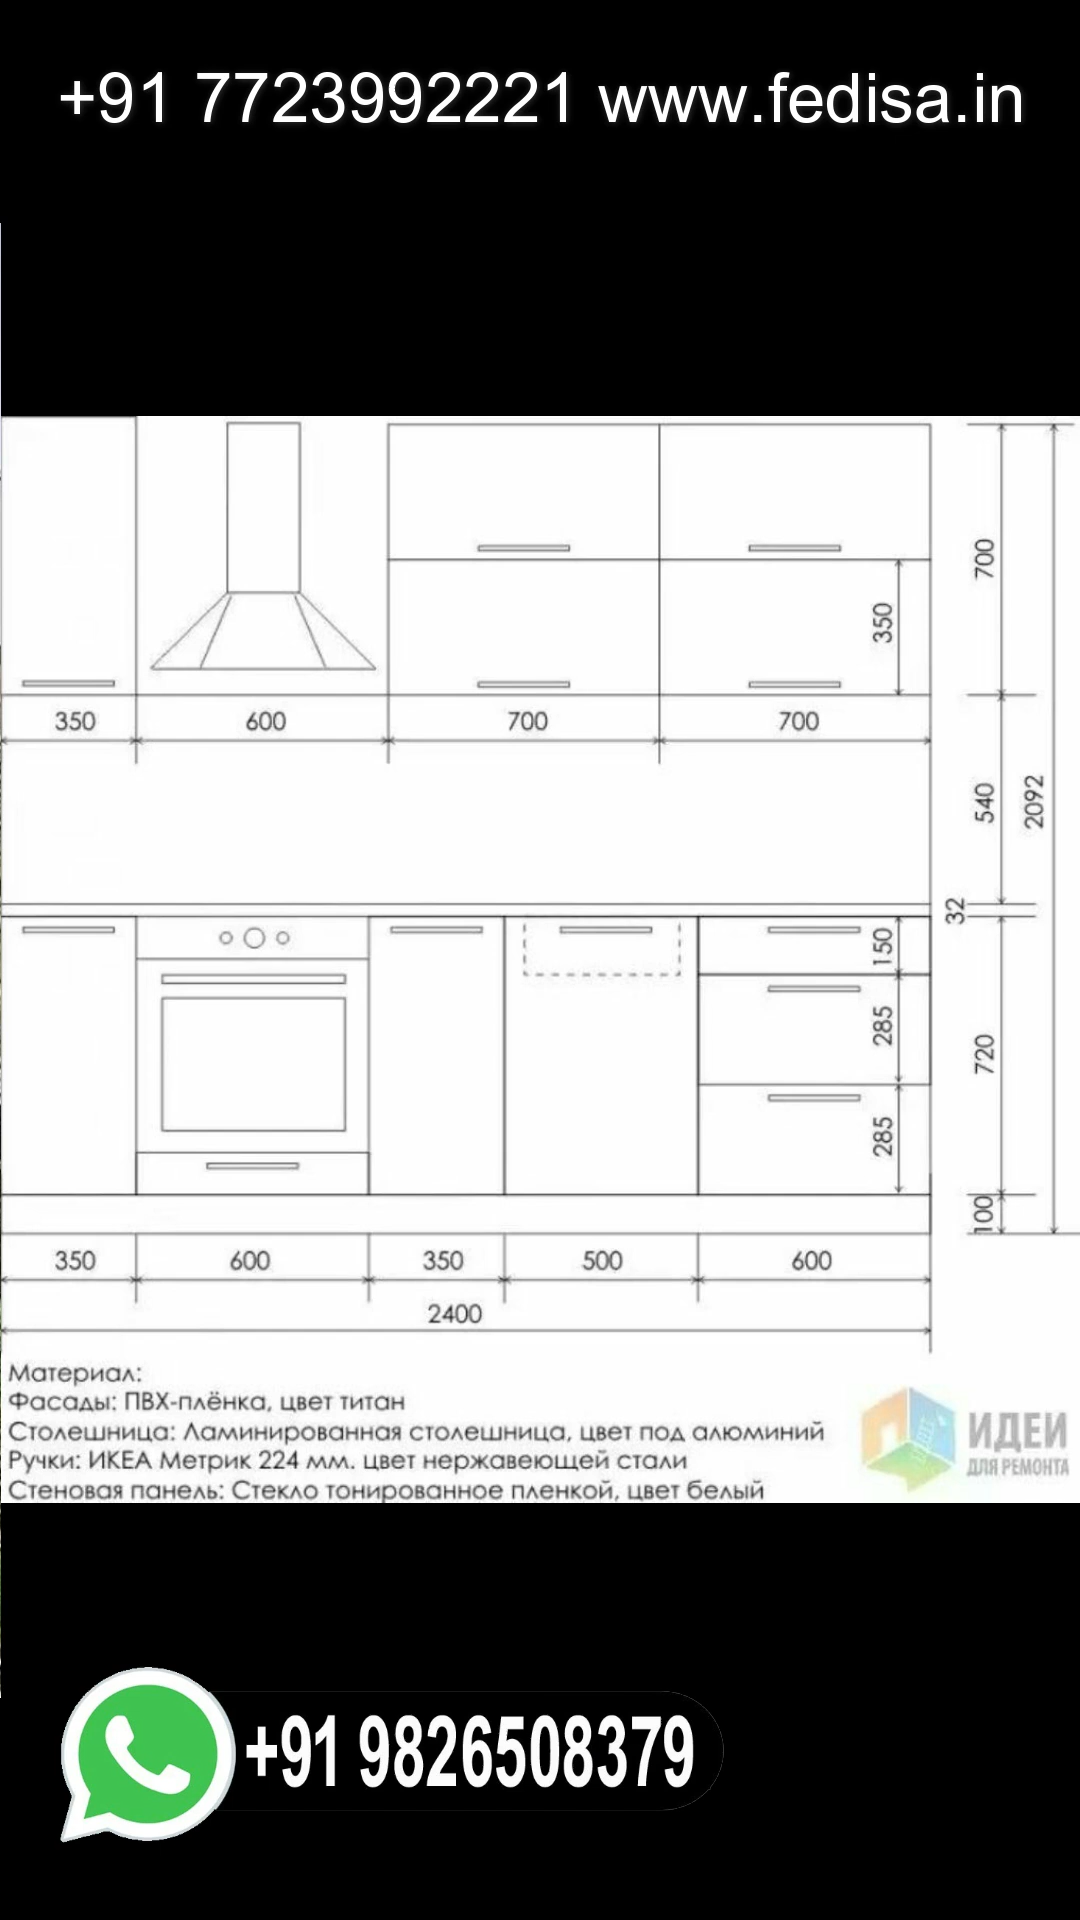 +91 7723992221 www.fedisa.in
700
350
350 600 700 700
540
2092
32
150
285
720
285
100
350 600 350 500 600
2400
Материал:
Фасады: ПВХ-плёнка, цвет титан
Столешница: Ламинированная столешница, цвет под алюминий
Ручки: ИКЕА Метрик 224 мм. цвет нержавеющей стали
Стеновая панель: Стекло тонированное пленкой, цвет белый
ИДЕИ
ДЛЯ РЕМОНТА
+91 9826508379